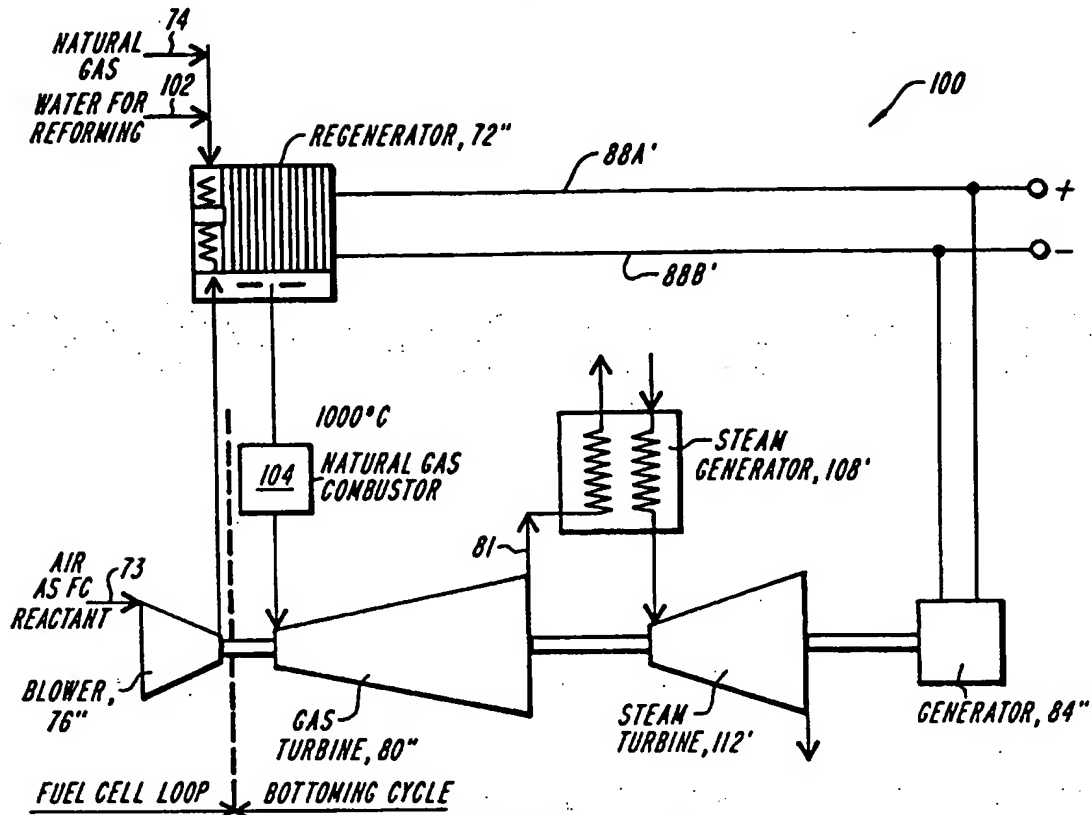 74
NATURAL
GAS
102
WATER FOR
REFORMING
REGENERATOR, 72"
100
88A'
+
-
88B'
1000°C
104
NATURAL GAS
COMBUSTOR
STEAM
GENERATOR, 108'
81
AIR
AS FC
REACTANT
73
BLOWER,
76"
GAS
TURBINE, 80"
STEAM
TURBINE, 112'
GENERATOR, 84"
FUEL CELL LOOP
BOTTOMING CYCLE